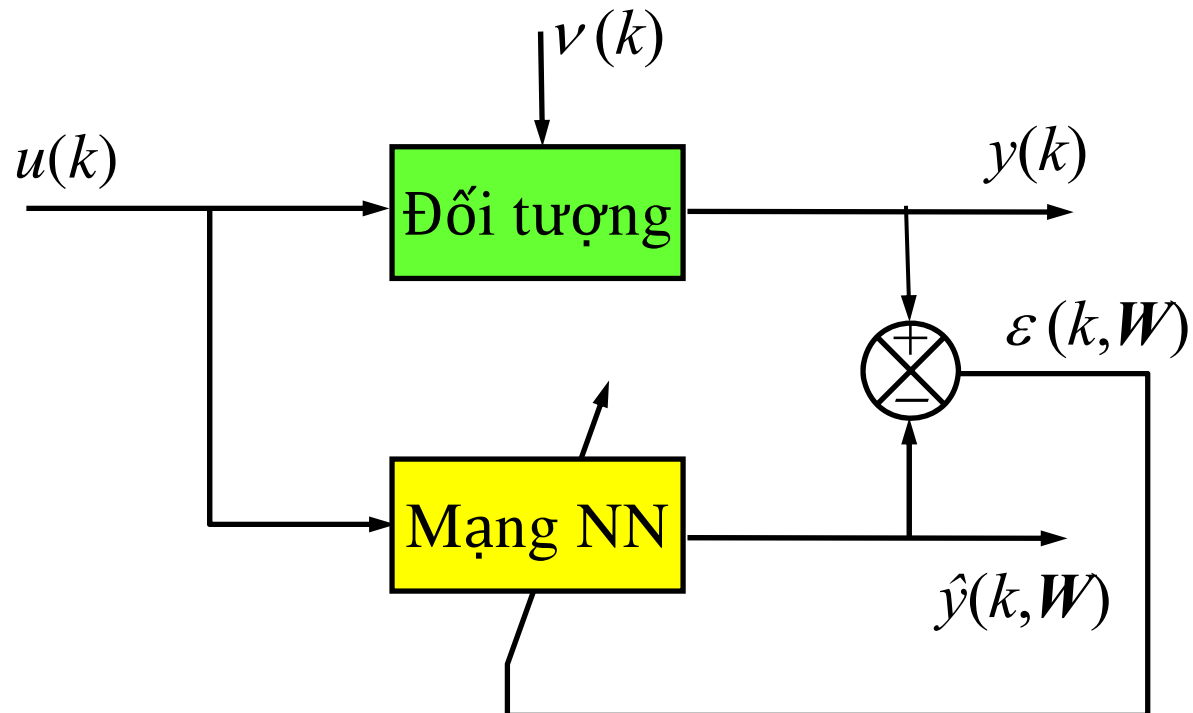 ν(k)
u(k)
y(k)
Đối tượng
ε(k,W)
+
−
Mạng NN
ŷ(k,W)